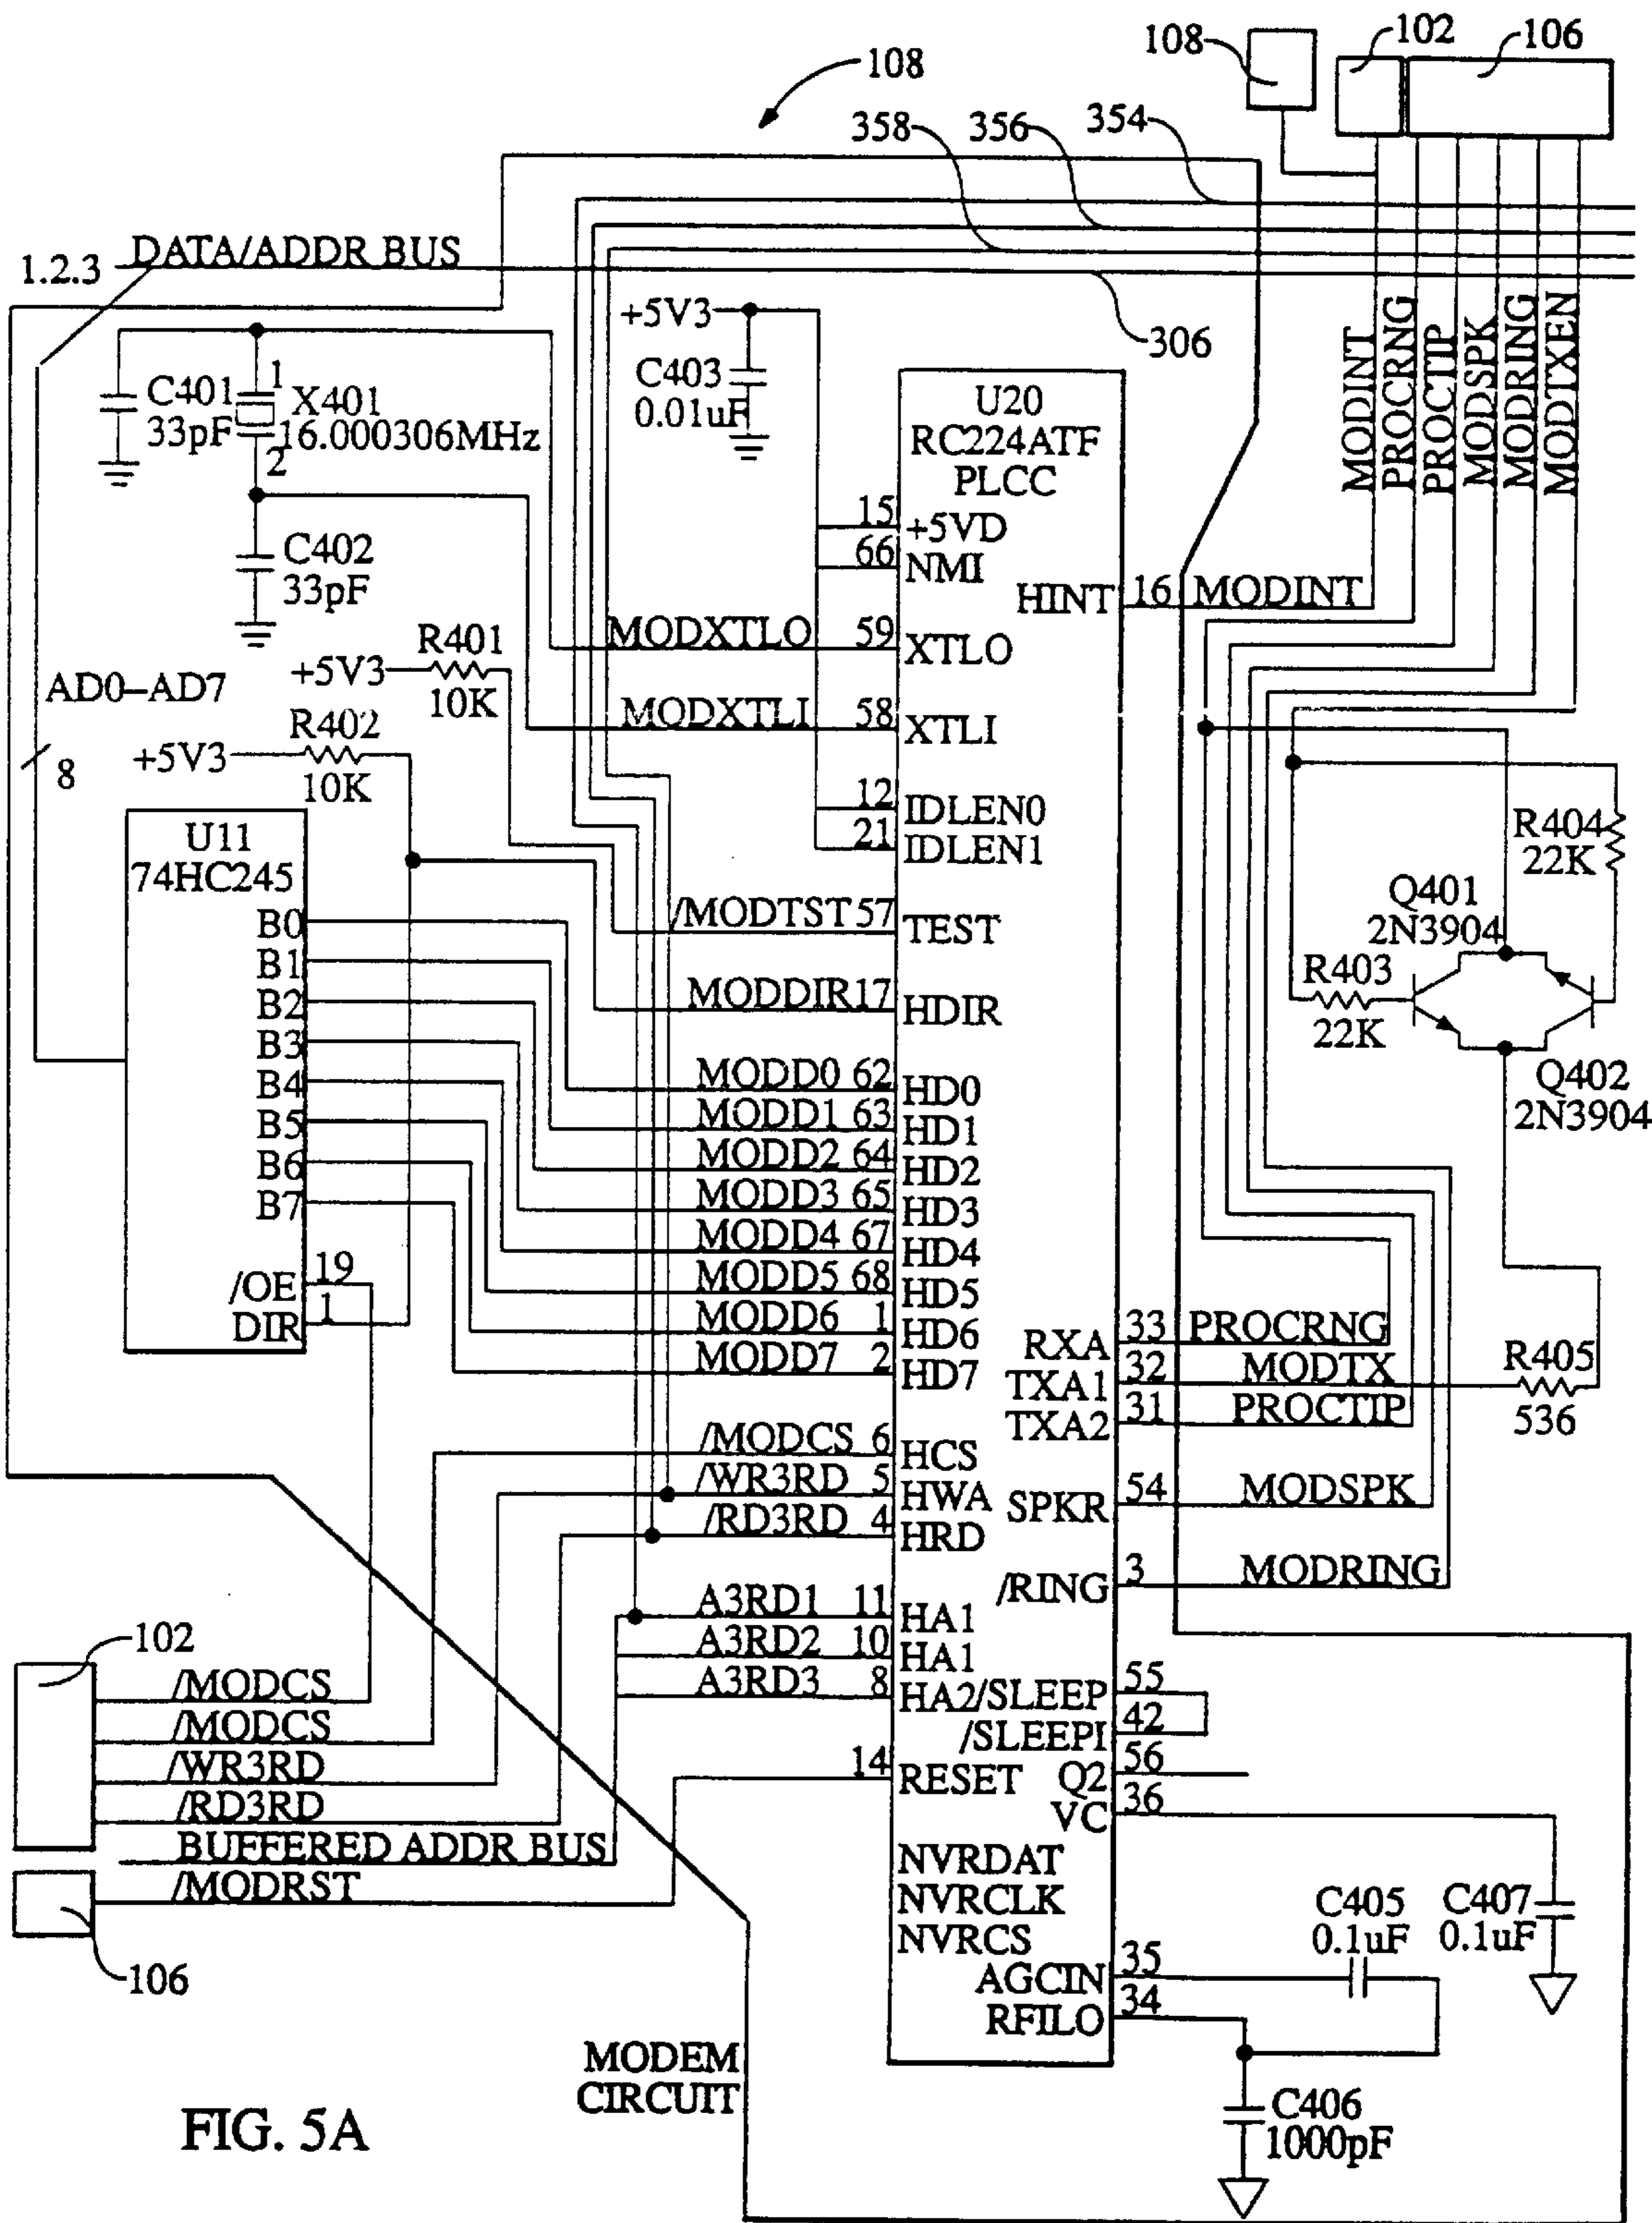 108
102
106
108
358
356
354
1.2.3
DATA/ADDR BUS
306
+5V3
C403
0.01uF
C401
33pF
1
X401
16.000306MHz
2
C402
33pF
MODINT
PROCRNG
PROCTIP
MODSPK
MODRING
MODTXEN
U20
RC224ATF
PLCC
15 +5VD
66 NMI
HINT 16 MODINT
MODXTLO 59 XTLO
MODXTLI 58 XTLI
R401
+5V3
10K
AD0–AD7
R402
+5V3
10K
8
12 IDLEN0
21 IDLEN1
/MODTST 57 TEST
MODDIR 17 HDIR
U11
74HC245
B0
B1
B2
B3
B4
B5
B6
B7
/OE 19
DIR 1
MODD0 62 HD0
MODD1 63 HD1
MODD2 64 HD2
MODD3 65 HD3
MODD4 67 HD4
MODD5 68 HD5
MODD6 1 HD6
MODD7 2 HD7
R404
22K
Q401
2N3904
R403
22K
Q402
2N3904
RXA 33 PROCRNG
TXA1 32 MODTX
TXA2 31 PROCTIP
R405
536
/MODCS 6 HCS
/WR3RD 5 HWA
/RD3RD 4 HRD
SPKR 54 MODSPK
/RING 3 MODRING
A3RD1 11 HA1
A3RD2 10 HA1
A3RD3 8 HA2
/SLEEP 55
/SLEEPI 42
14 RESET
Q2 56
VC 36
102
/MODCS
/MODCS
/WR3RD
/RD3RD
BUFFERED ADDR BUS
/MODRST
106
NVRDAT
NVRCLK
NVRCS
AGCIN 35
RFILO 34
C405
0.1uF
C407
0.1uF
C406
1000pF
MODEM
CIRCUIT
FIG. 5A